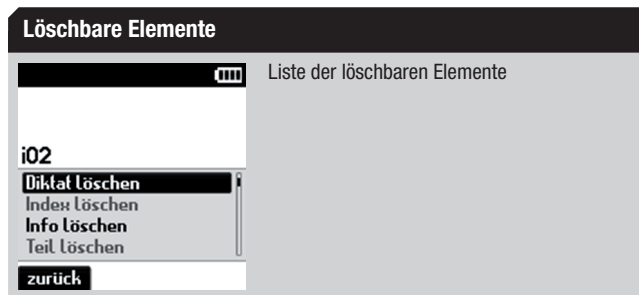 Löschbare Elemente
Liste der löschbaren Elemente
i02
Diktat löschen
Index löschen
Info löschen
Teil löschen
zurück